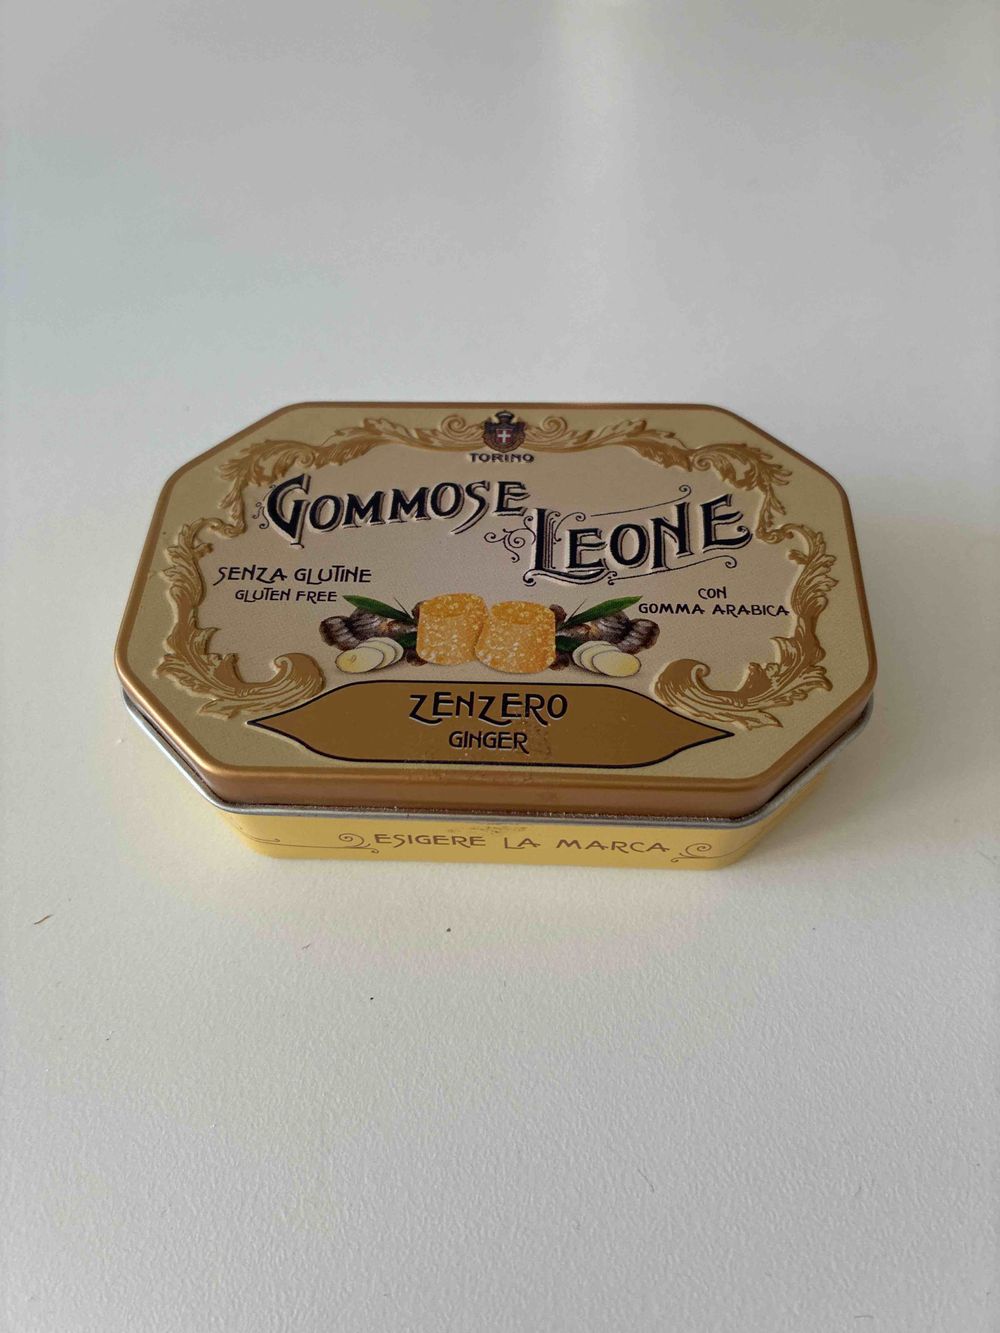 TORINO
GOMMOSE
LEONE
SENZA GLUTINE
GLUTEN FREE
CON
GOMMA ARABICA
ZENZERO
GINGER
ESIGERE LA MARCA